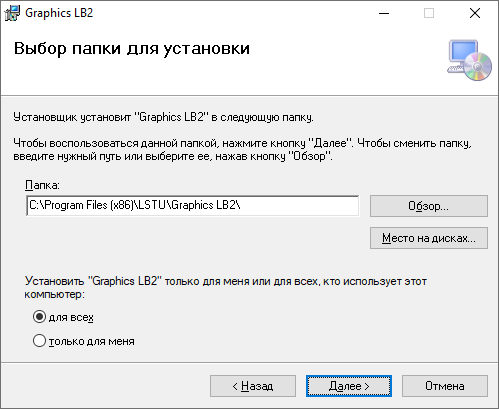 Graphics LB2
Выбор папки для установки
Установщик установит "Graphics LB2" в следующую папку.
Чтобы воспользоваться данной папкой, нажмите кнопку "Далее". Чтобы сменить папку,
введите нужный путь или выберите ее, нажав кнопку "Обзор".
Папка:
C:\Program Files (x86)\LSTU\Graphics LB2\
Обзор...
Место на дисках...
Установить "Graphics LB2" только для меня или для всех, кто использует этот
компьютер:
для всех
только для меня
< Назад
Далее >
Отмена